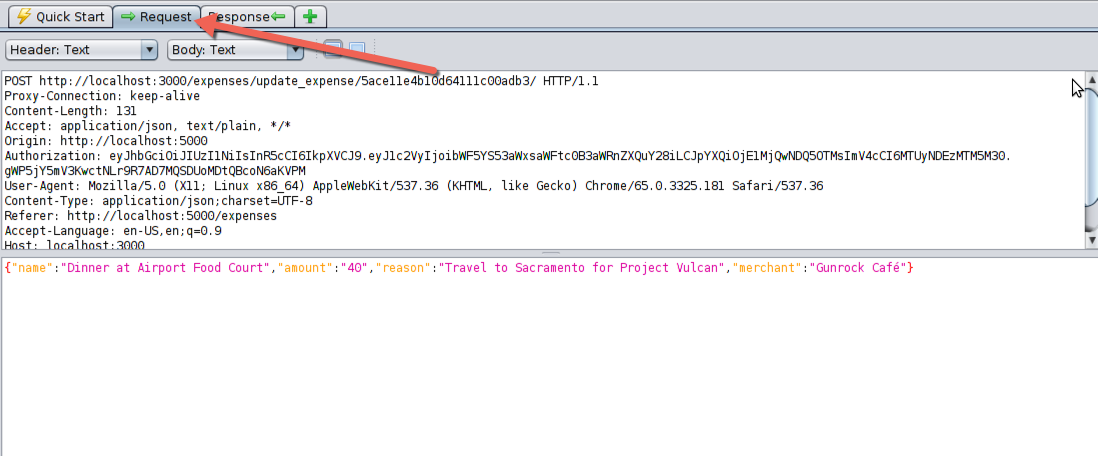 Quick Start Request Response
Header: Text Body: Text
POST http://localhost:3000/expenses/update_expense/5ace11e4b10d64111c00adb3/ HTTP/1.1
Proxy-Connection: keep-alive
Content-Length: 131
Accept: application/json, text/plain, */*
Origin: http://localhost:5000
Authorization: eyJhbGciOiJIUzI1NiIsInR5cCI6IkpXVCJ9.eyJ1c2VyIjoibWF5YS53aWxsaWFtc0B3aWRnZXQuY28iLCJpYXQiOjE1MjQwNDQ5OTMsImV4cCI6MTUyNDEzMTM5M30.
gWP5jY5mV3KwctNLr9R7AD7MQSDUoMDtQBcoN6aKVPM
User-Agent: Mozilla/5.0 (X11; Linux x86_64) AppleWebKit/537.36 (KHTML, like Gecko) Chrome/65.0.3325.181 Safari/537.36
Content-Type: application/json;charset=UTF-8
Referer: http://localhost:5000/expenses
Accept-Language: en-US,en;q=0.9
Host: localhost:3000
{"name":"Dinner at Airport Food Court","amount":"40","reason":"Travel to Sacramento for Project Vulcan","merchant":"Gunrock Café"}